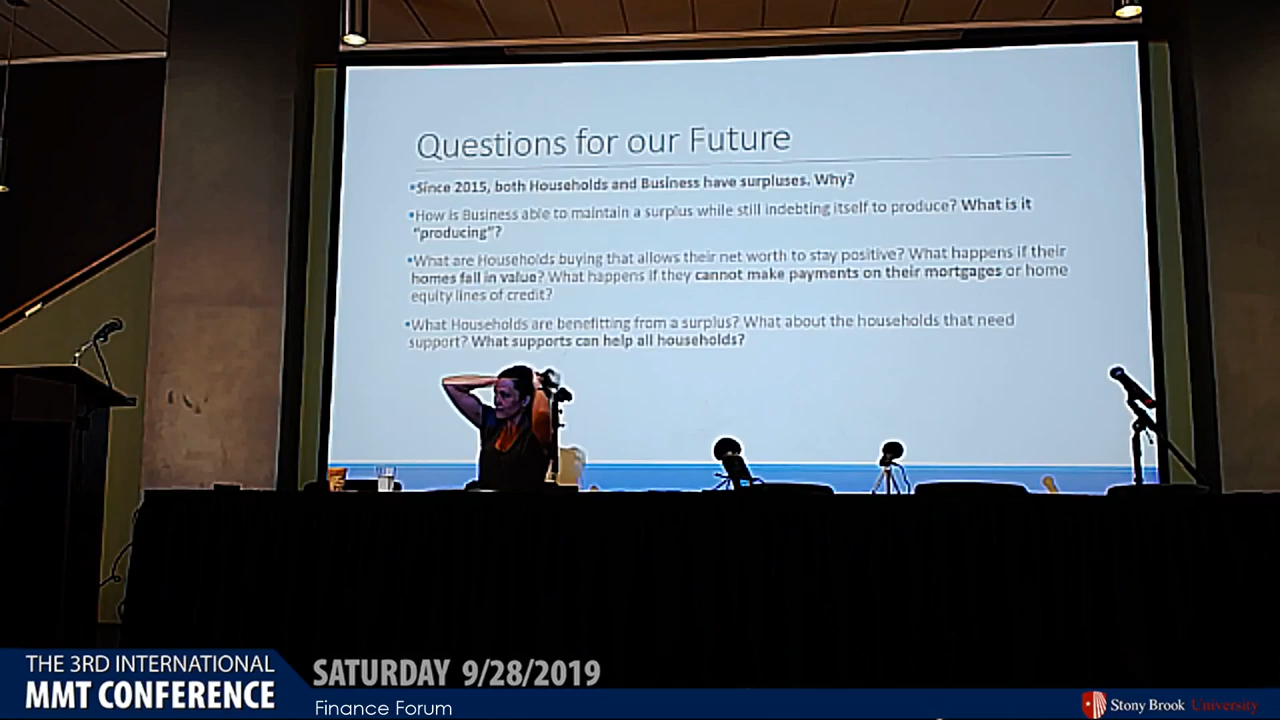 Questions for our Future
▪Since 2015, both Households and Business have surpluses. Why?
▪How is Business able to maintain a surplus while still indebting itself to produce? What is it
"producing"?
▪What are Households buying that allows their net worth to stay positive? What happens if their
homes fall in value? What happens if they cannot make payments on their mortgages or home
equity lines of credit?
▪What Households are benefitting from a surplus? What about the households that need
support? What supports can help all households?
THE 3RD INTERNATIONAL
MMT CONFERENCE
SATURDAY 9/28/2019
Finance Forum
Stony Brook University